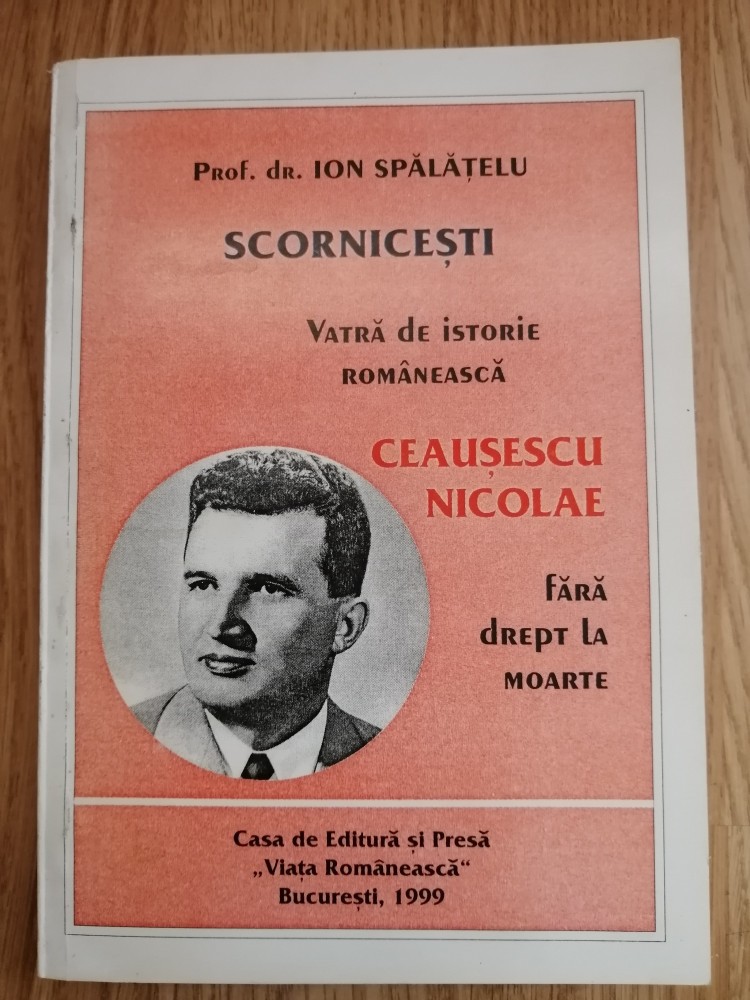 Prof. dr. ION SPĂLĂȚELU
SCORNICEȘTI
VATRĂ de ISTORIE
ROMÂNEASCĂ
CEAUȘESCU
NICOLAE
fĂRĂ
dREPT LA
MOARTE
Casa de Editură și Presă
„Viața Românească“
București, 1999